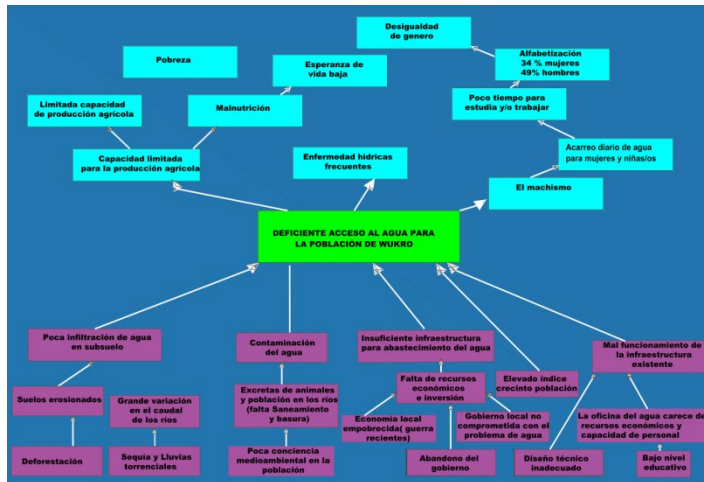 Desigualdad
de genero
Pobreza
Esperanza de
vida baja
Alfabetización
34 % mujeres
49% hombres
Limitada capacidad
de producción agrícola
Malnutrición
Poco tiempo para
estudia y/o trabajar
Capacidad limitada
para la producción agrícola
Enfermedad hídricas
frecuentes
Acarreo diario de agua
para mujeres y niñas/os
El machismo
DEFICIENTE ACCESO AL AGUA PARA
LA POBLACIÓN DE WUKRO
Poca infiltración de agua
en subsuelo
Contaminación
del agua
Insuficiente infraestructura
para abastecimiento del agua
Mal funcionamiento de
la infraestructura
existente
Suelos erosionados
Grande variación
en el caudal
de los ríos
Excretas de animales
y población en los ríos
(falta Saneamiento y
basura)
Falta de recursos
económicos
e inversión
Elevado índice
crecinto población
Economía local
empobrecida( guerra
recientes)
Gobierno local no
comprometida con el
problema de agua
La oficina del agua carece de
recursos económicos y
capacidad de personal
Deforestación
Sequía y Lluvias
torrenciales
Poca conciencia
medioambiental en la
población
Abandono del
gobierno
Diseño técnico
inadecuado
Bajo nivel
educativo